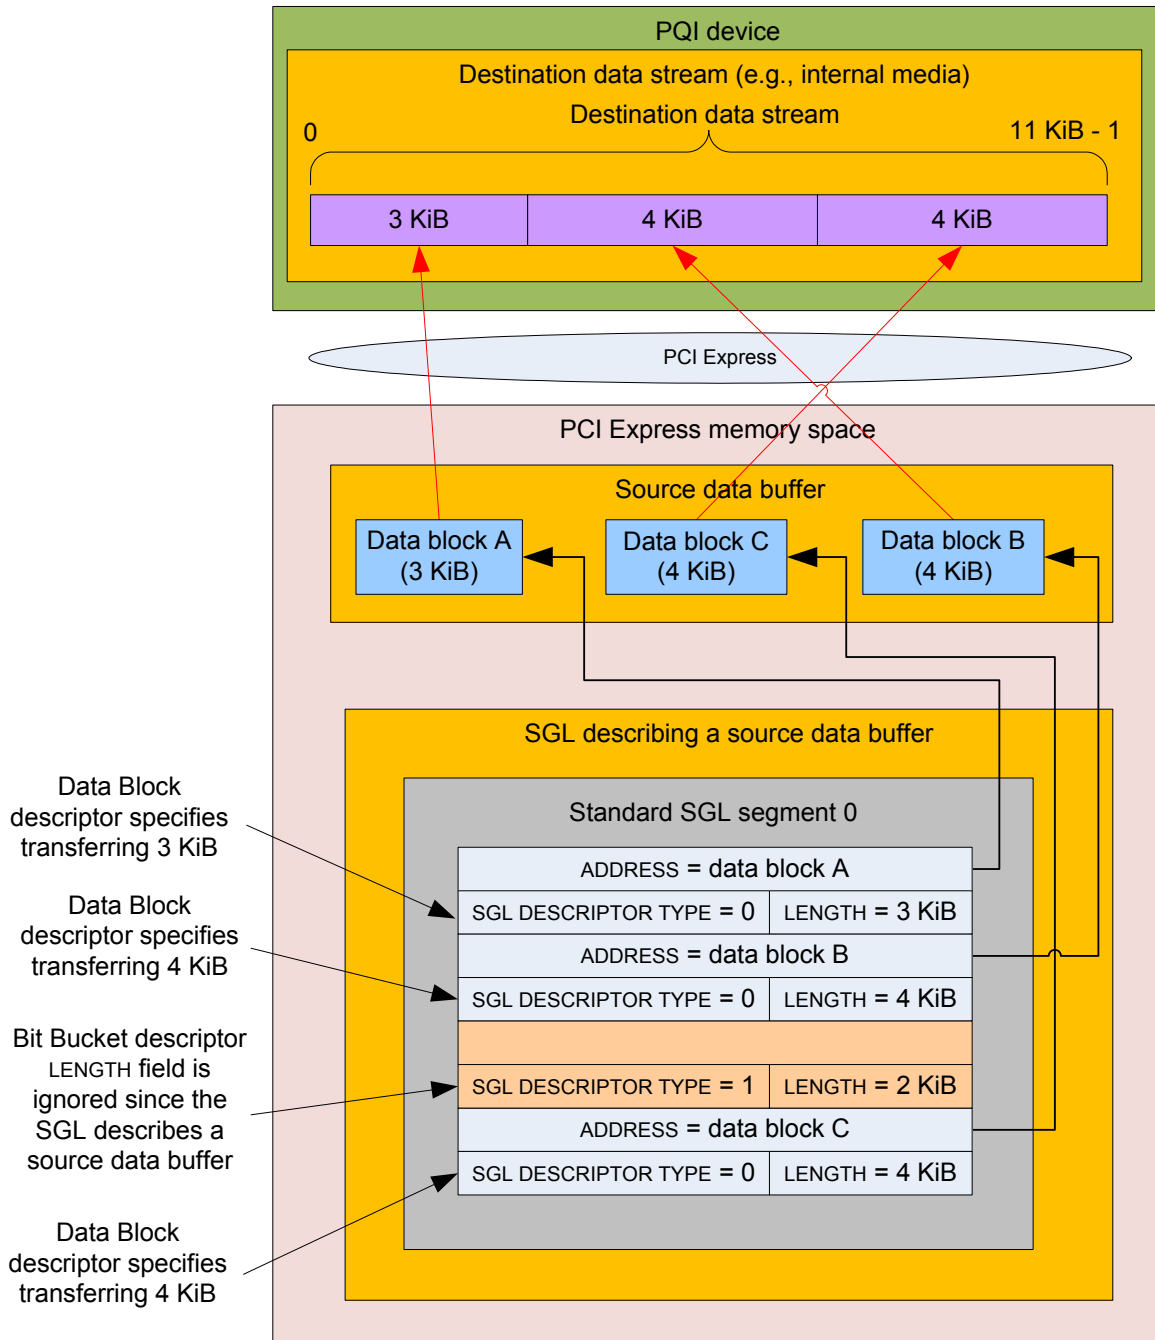 PQI device
Destination data stream (e.g., internal media)
Destination data stream
0
11 KiB - 1
3 KiB
4 KiB
4 KiB
PCI Express
PCI Express memory space
Source data buffer
Data block A
(3 KiB)
Data block C
(4 KiB)
Data block B
(4 KiB)
SGL describing a source data buffer
Standard SGL segment 0
ADDRESS = data block A
SGL DESCRIPTOR TYPE = 0
LENGTH = 3 KiB
ADDRESS = data block B
SGL DESCRIPTOR TYPE = 0
LENGTH = 4 KiB
SGL DESCRIPTOR TYPE = 1
LENGTH = 2 KiB
ADDRESS = data block C
SGL DESCRIPTOR TYPE = 0
LENGTH = 4 KiB
Data Block
descriptor specifies
transferring 3 KiB
Data Block
descriptor specifies
transferring 4 KiB
Bit Bucket descriptor
LENGTH field is
ignored since the
SGL describes a
source data buffer
Data Block
descriptor specifies
transferring 4 KiB